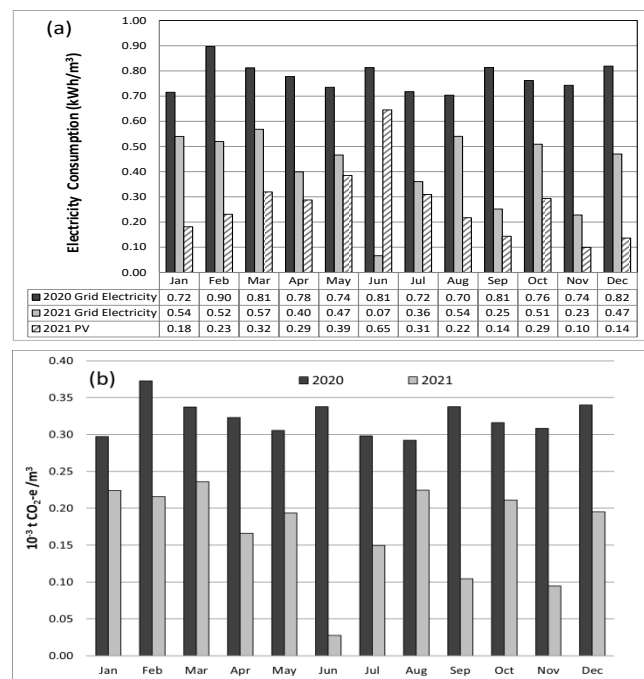 (a)
Electricity Consumption (kWh/m³)
1.00
0.90
0.80
0.70
0.60
0.50
0.40
0.30
0.20
0.10
0.00
Jan Feb Mar Apr May Jun Jul Aug Sep Oct Nov Dec
2020 Grid Electricity 0.72 0.90 0.81 0.78 0.74 0.81 0.72 0.70 0.81 0.76 0.74 0.82
2021 Grid Electricity 0.54 0.52 0.57 0.40 0.47 0.07 0.36 0.54 0.25 0.51 0.23 0.47
2021 PV 0.18 0.23 0.32 0.29 0.39 0.65 0.31 0.22 0.14 0.29 0.10 0.14
(b)
2020 2021
10⁻³ t CO₂-e /m³
0.40
0.35
0.30
0.25
0.20
0.15
0.10
0.05
0.00
Jan Feb Mar Apr May Jun Jul Aug Sep Oct Nov Dec